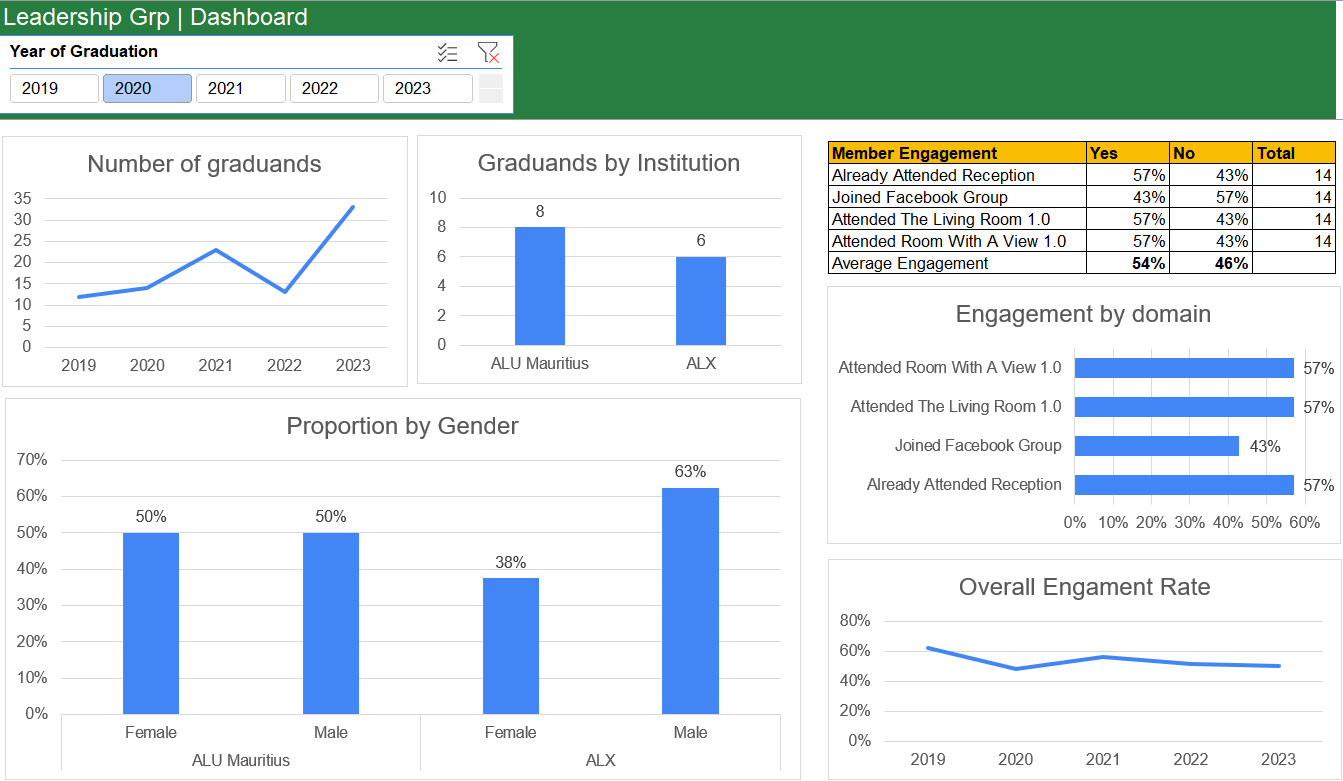 Leadership Grp | Dashboard
Year of Graduation
2019 2020 2021 2022 2023
Number of graduands
35
30
25
20
15
10
5
0
2019 2020 2021 2022 2023
Graduands by Institution
10
8
6
4
2
0
8
6
ALU Mauritius ALX
Member Engagement Yes No Total
Already Attended Reception 57% 43% 14
Joined Facebook Group 43% 57% 14
Attended The Living Room 1.0 57% 43% 14
Attended Room With A View 1.0 57% 43% 14
Average Engagement 54% 46%
Engagement by domain
Attended Room With A View 1.0 57%
Attended The Living Room 1.0 57%
Joined Facebook Group 43%
Already Attended Reception 57%
0% 10% 20% 30% 40% 50% 60%
Proportion by Gender
70%
60%
50%
40%
30%
20%
10%
0%
50% 50% 38% 63%
Female Male Female Male
ALU Mauritius ALX
Overall Engament Rate
80%
60%
40%
20%
0%
2019 2020 2021 2022 2023